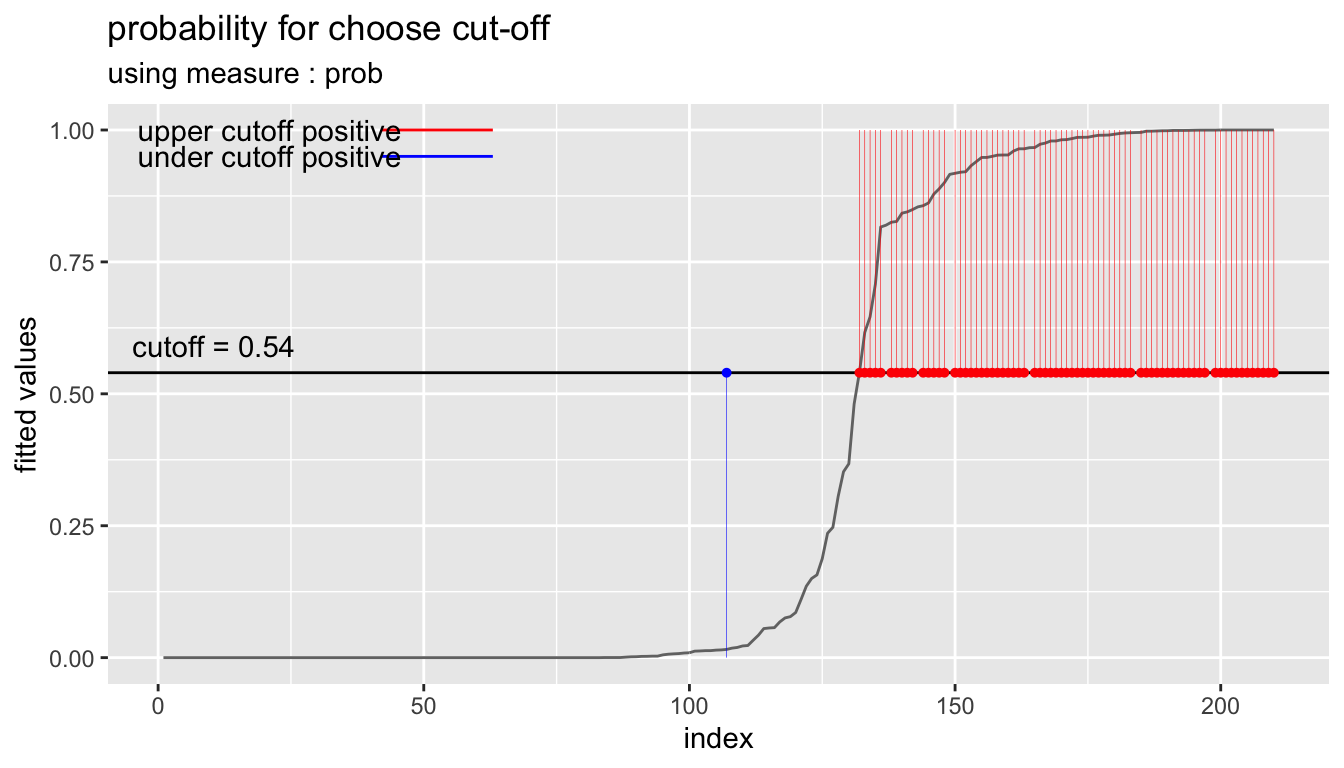 probability for choose cut-off
using measure : prob
upper cutoff positive
under cutoff positive
cutoff = 0.54
fitted values
1.00
0.75
0.50
0.25
0.00
0 50 100 150 200
index